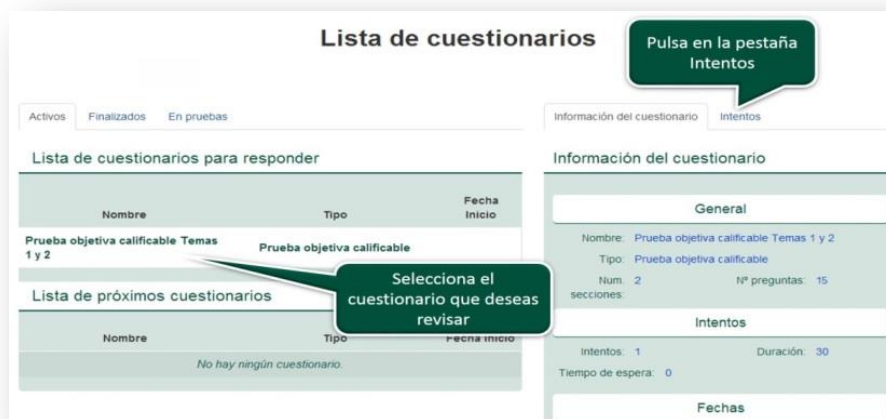 Lista de cuestionarios
Pulsa en la pestaña
Intentos
Activos Finalizados En pruebas
Lista de cuestionarios para responder
Nombre Tipo Fecha
Inicio
Prueba objetiva calificable Temas
1 y 2
Prueba objetiva calificable
Selecciona el
cuestionario que deseas
revisar
Lista de próximos cuestionarios
Nombre Tipo Fecha Inicio
No hay ningún cuestionario.
Información del cuestionario Intentos
Información del cuestionario
General
Nombre: Prueba objetiva calificable Temas 1 y 2
Tipo: Prueba objetiva calificable
Num. 2 Nº preguntas: 15
secciones:
Intentos
Intentos: 1 Duración: 30
Tiempo de espera: 0
Fechas